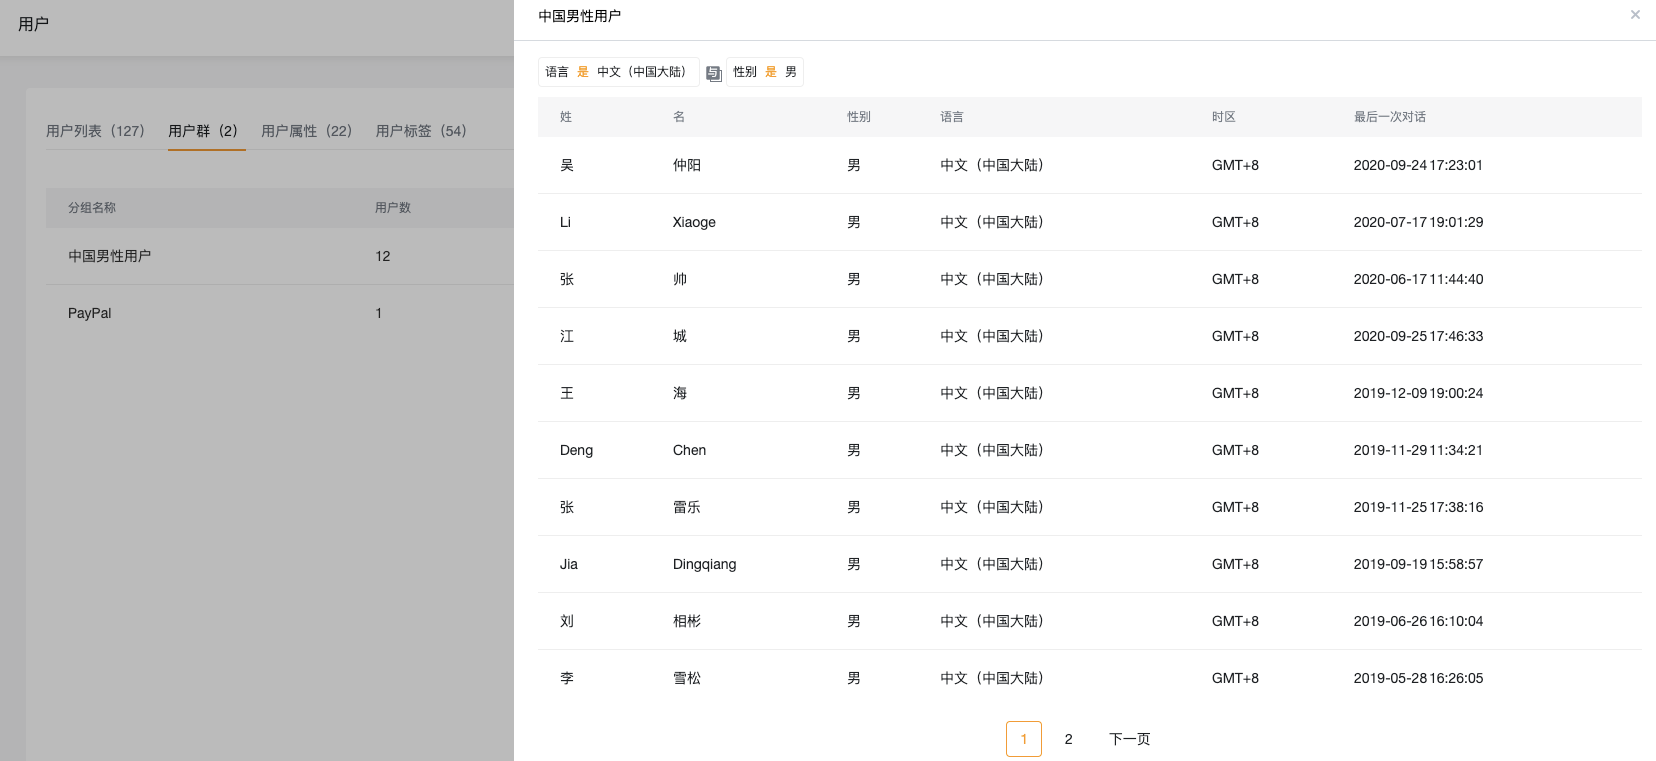 用户
用户列表（127） 用户群（2） 用户属性（22） 用户标签（54）
分组名称 用户数
中国男性用户 12
PayPal 1
中国男性用户 ×
语言 是 中文（中国大陆） 与 性别 是 男
姓 名 性别 语言 时区 最后一次对话
吴 仲阳 男 中文（中国大陆） GMT+8 2020-09-24 17:23:01
Li Xiaoge 男 中文（中国大陆） GMT+8 2020-07-17 19:01:29
张 帅 男 中文（中国大陆） GMT+8 2020-06-17 11:44:40
江 城 男 中文（中国大陆） GMT+8 2020-09-25 17:46:33
王 海 男 中文（中国大陆） GMT+8 2019-12-09 19:00:24
Deng Chen 男 中文（中国大陆） GMT+8 2019-11-29 11:34:21
张 雷乐 男 中文（中国大陆） GMT+8 2019-11-25 17:38:16
Jia Dingqiang 男 中文（中国大陆） GMT+8 2019-09-19 15:58:57
刘 相彬 男 中文（中国大陆） GMT+8 2019-06-26 16:10:04
李 雪松 男 中文（中国大陆） GMT+8 2019-05-28 16:26:05
1 2 下一页